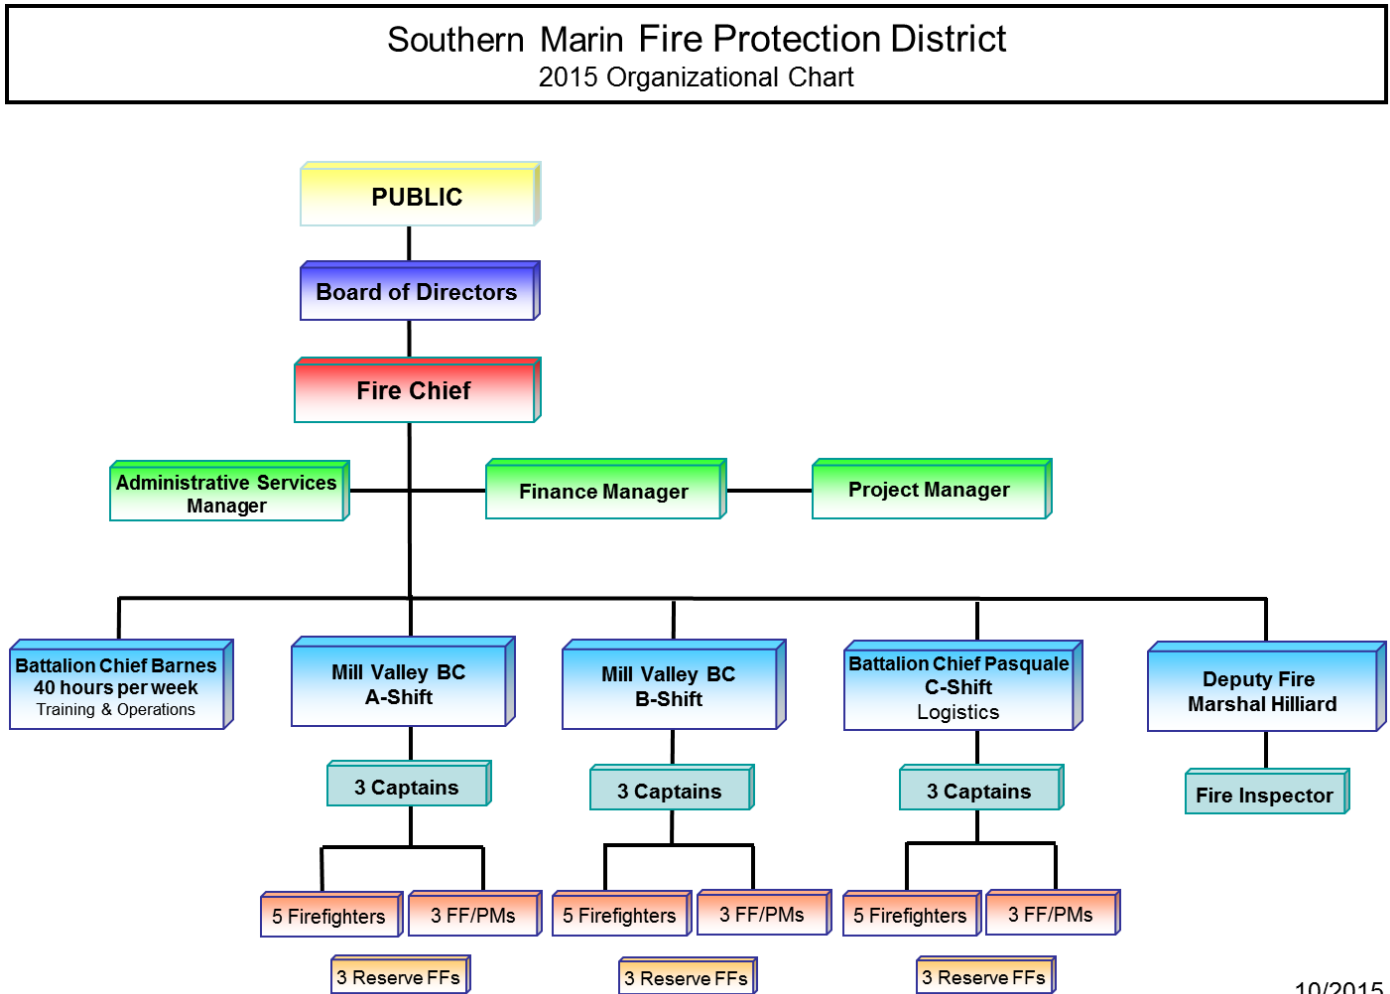 Southern Marin Fire Protection District
2015 Organizational Chart
PUBLIC
Board of Directors
Fire Chief
Administrative Services
Manager
Finance Manager
Project Manager
Battalion Chief Barnes
40 hours per week
Training & Operations
Mill Valley BC
A-Shift
Mill Valley BC
B-Shift
Battalion Chief Pasquale
C-Shift
Logistics
Deputy Fire
Marshal Hilliard
3 Captains
3 Captains
3 Captains
Fire Inspector
5 Firefighters
3 FF/PMs
5 Firefighters
3 FF/PMs
5 Firefighters
3 FF/PMs
3 Reserve FFs
3 Reserve FFs
3 Reserve FFs
10/2015